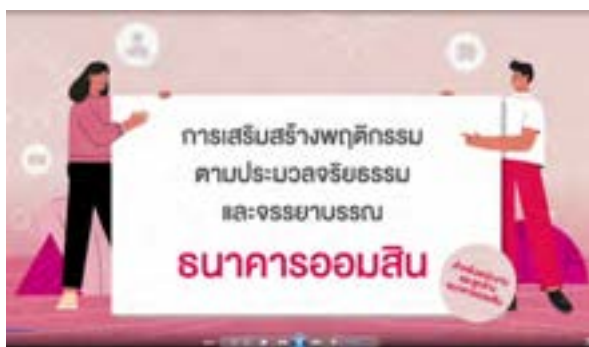 การเสริมสร้างพฤติกรรม
ตามประมวลจริยธรรม
และจรรยาบรรณ
ธนาคารออมสิน